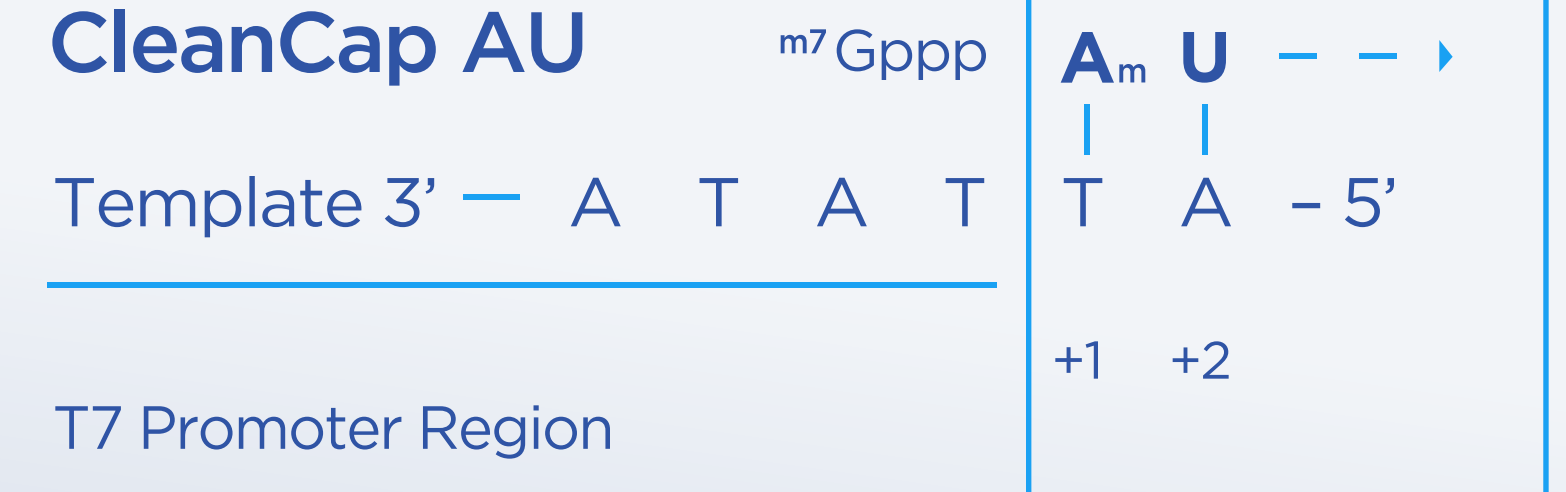 CleanCap AU m7Gppp Am U
Template 3’ — A T A T T A – 5’
+1 +2
T7 Promoter Region